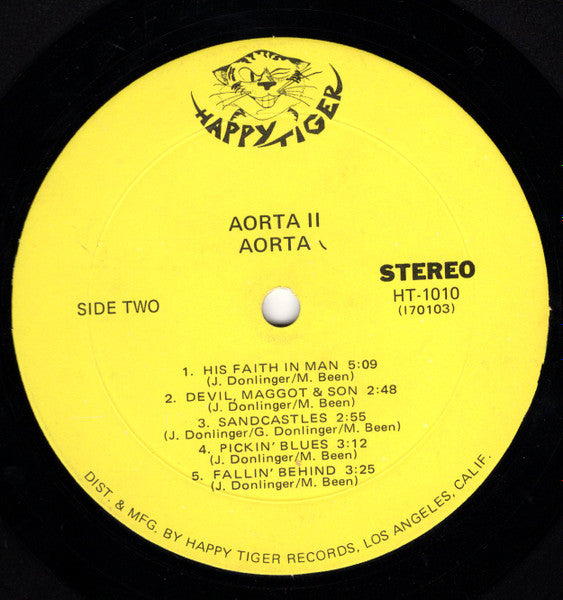 HAPPY TIGER
AORTA II
AORTA
STEREO
HT-1010
(170103)
SIDE TWO
1. HIS FAITH IN MAN 5:09
(J. Donlinger/M. Been)
2. DEVIL, MAGGOT & SON 2:48
(J. Donlinger/M. Been)
3. SANDCASTLES 2:55
(J. Donlinger/G. Donlinger/M. Been)
4. PICKIN' BLUES 3:12
(J. Donlinger/M. Been)
5. FALLIN' BEHIND 3:25
(J. Donlinger/M. Been)
DIST. & MFG. BY HAPPY TIGER RECORDS, LOS ANGELES, CALIF.